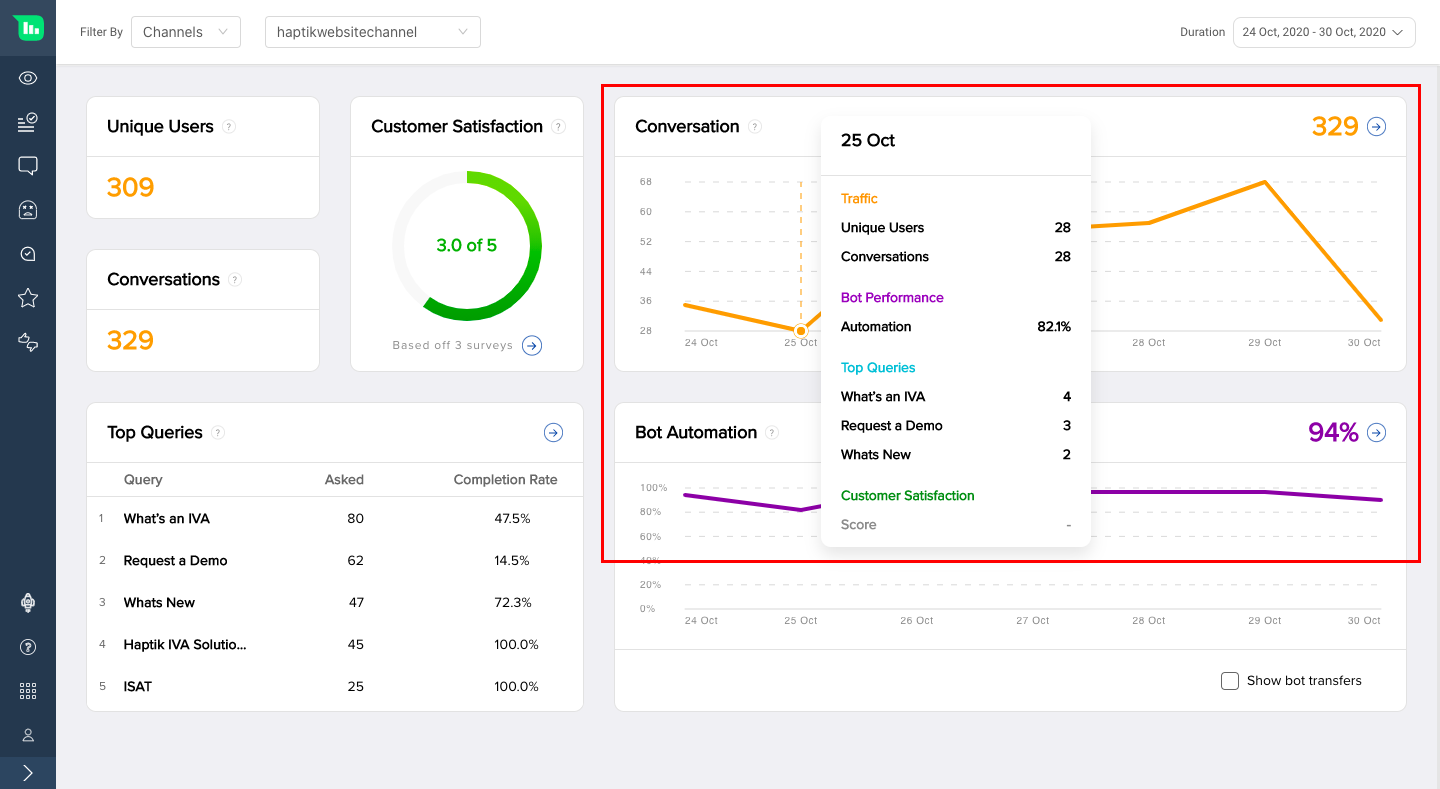 Filter By Channels haptikwebsitechannel Duration 24 Oct, 2020 - 30 Oct, 2020
Unique Users ?
309
Conversations ?
329
Customer Satisfaction ?
3.0 of 5
Based off 3 surveys
Conversation ? 329
68
60
52
44
36
28
24 Oct 25 Oct 28 Oct 29 Oct 30 Oct
25 Oct
Traffic
Unique Users 28
Conversations 28
Bot Performance
Automation 82.1%
Top Queries
What's an IVA 4
Request a Demo 3
Whats New 2
Customer Satisfaction
Score -
Top Queries ?
Query Asked Completion Rate
1 What's an IVA 80 47.5%
2 Request a Demo 62 14.5%
3 Whats New 47 72.3%
4 Haptik IVA Solutio... 45 100.0%
5 ISAT 25 100.0%
Bot Automation ? 94%
100%
80%
60%
40%
20%
0%
24 Oct 25 Oct 26 Oct 27 Oct 28 Oct 29 Oct 30 Oct
Show bot transfers
?